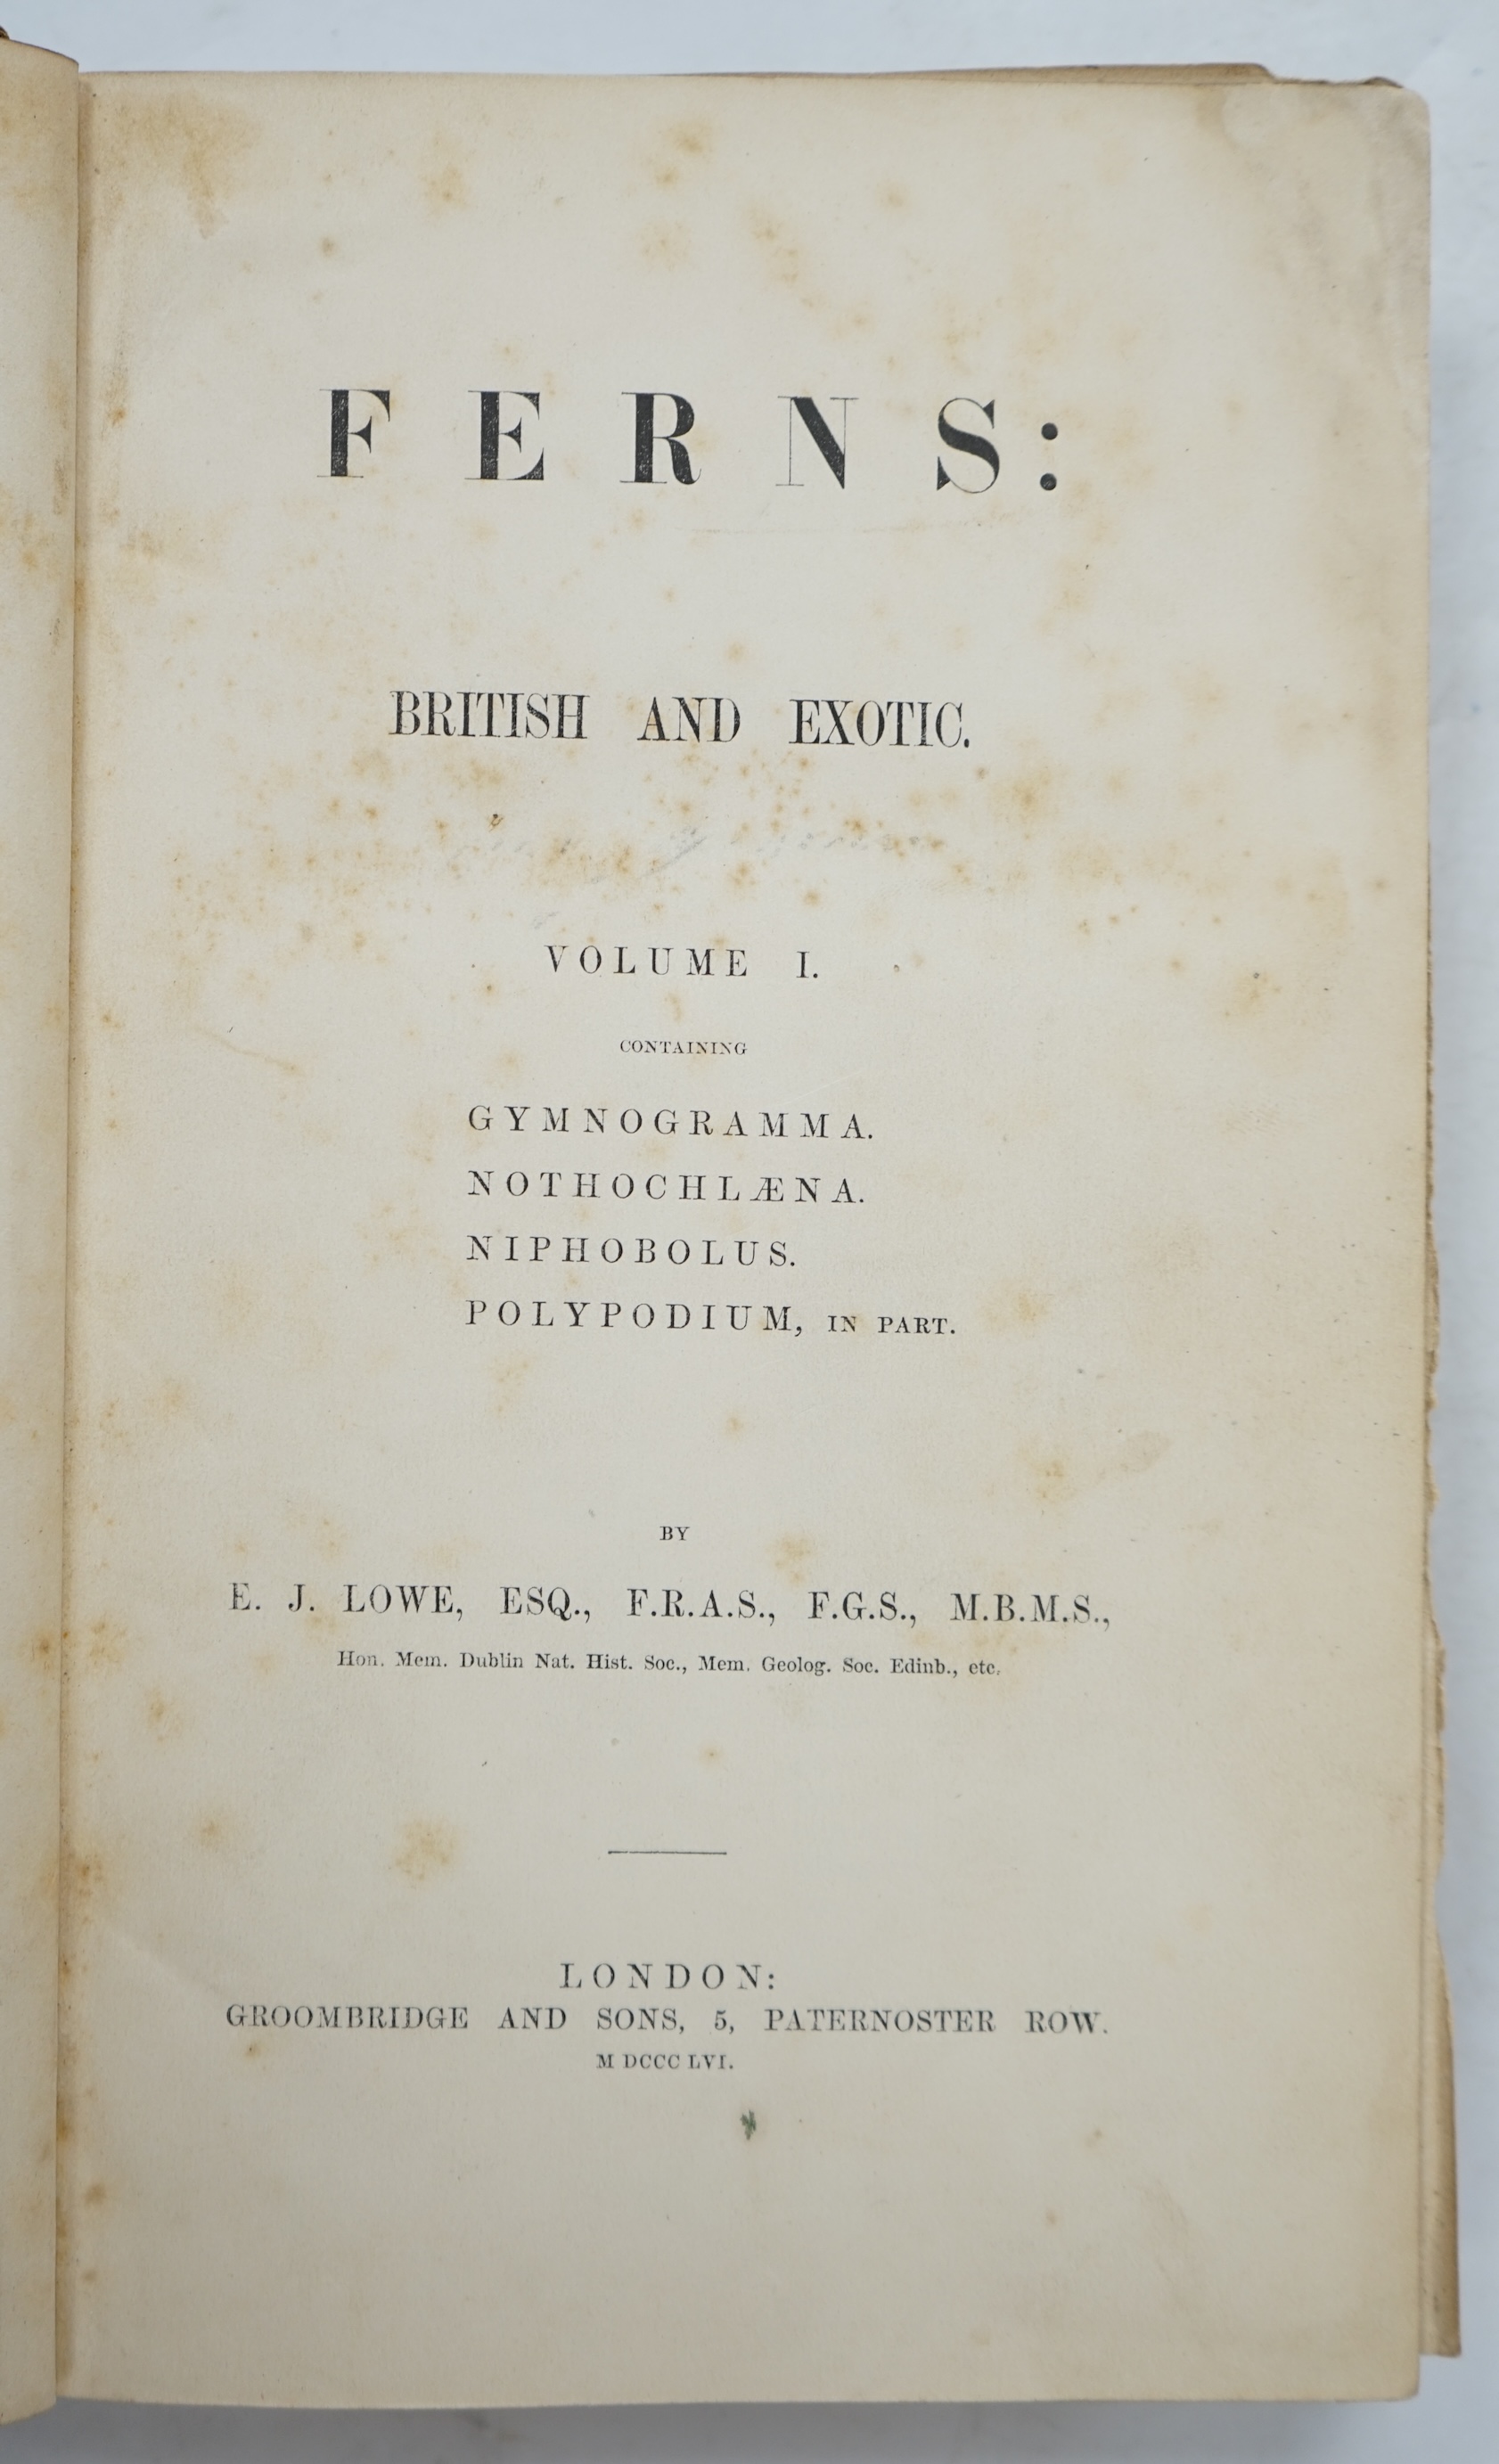 FERNS:
BRITISH AND EXOTIC.
VOLUME I.
CONTAINING
GYMNOGRAMMA.
NOTHOCHLÆNA.
NIPHOBOLUS.
POLYPODIUM, IN PART.
BY
E. J. LOWE, ESQ., F.R.A.S., F.G.S., M.B.M.S.,
Hon. Mem. Dublin Nat. Hist. Soc., Mem. Geolog. Soc. Edinb., etc.
LONDON:
GROOMBRIDGE AND SONS, 5, PATERNOSTER ROW.
M DCCC LVI.